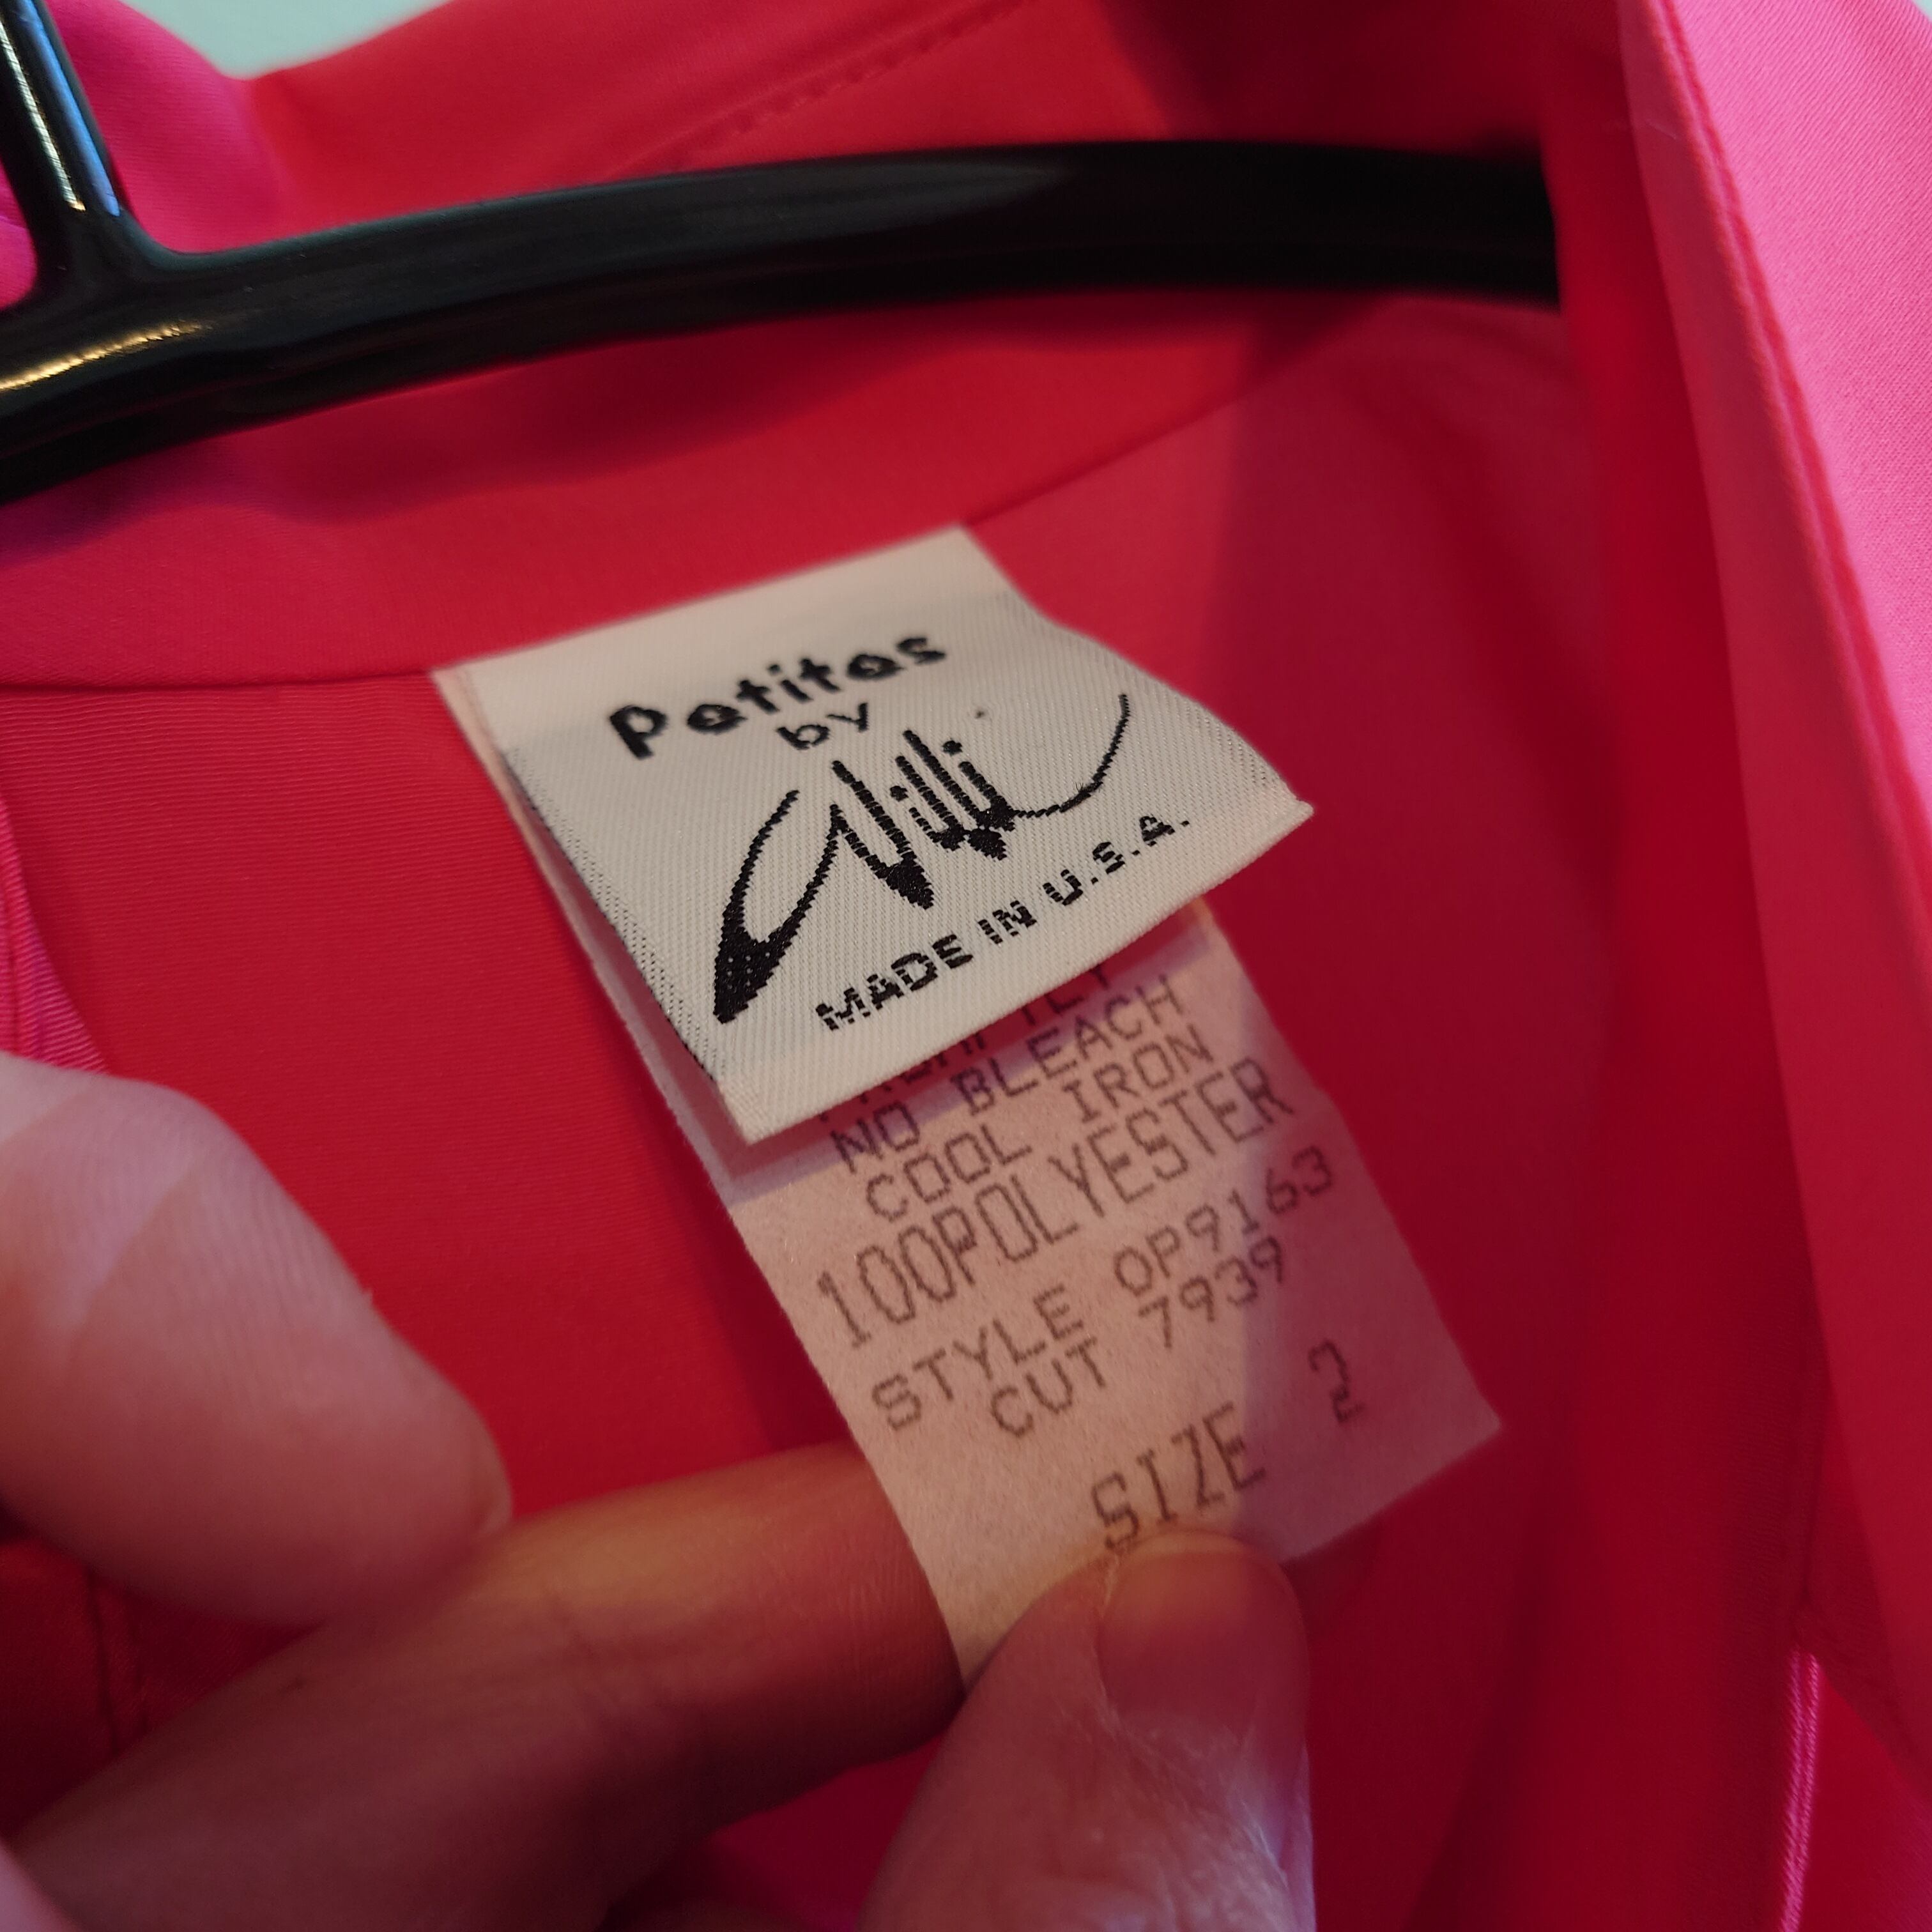 Petites
by
Willi
MADE IN U.S.A.
NO BLEACH
COOL IRON
100POLYESTER
STYLE OP9163
CUT 7939
SIZE 2